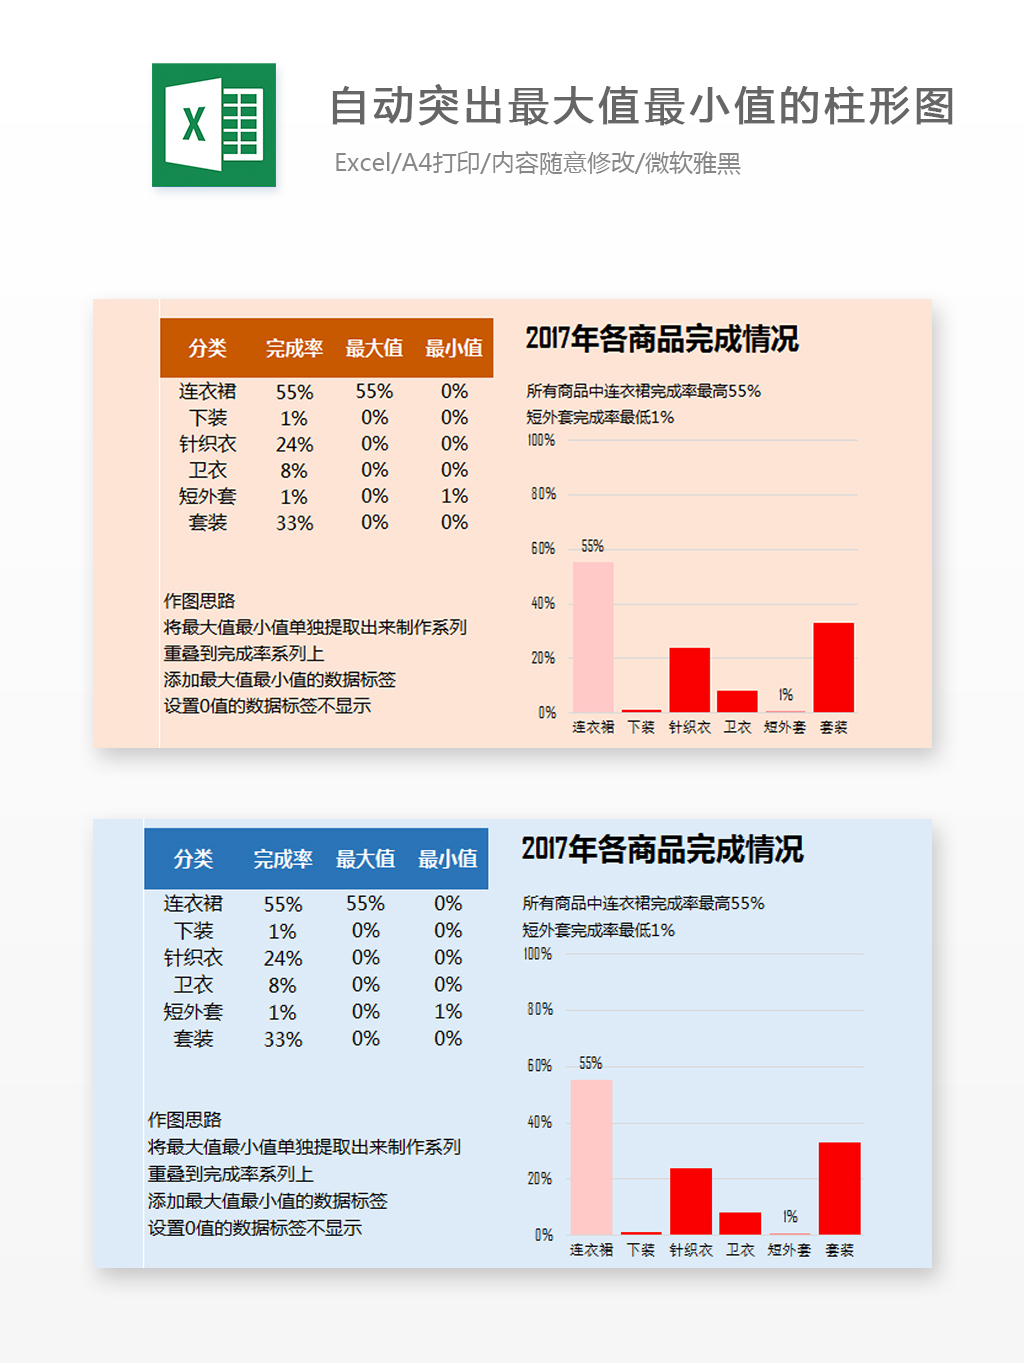 X
自动突出最大值最小值的柱形图
Excel/A4打印/内容随意修改/微软雅黑
分类 完成率 最大值 最小值
连衣裙 55% 55% 0%
下装 1% 0% 0%
针织衣 24% 0% 0%
卫衣 8% 0% 0%
短外套 1% 0% 1%
套装 33% 0% 0%
作图思路
将最大值最小值单独提取出来制作系列
重叠到完成率系列上
添加最大值最小值的数据标签
设置0值的数据标签不显示
2017年各商品完成情况
所有商品中连衣裙完成率最高55%
短外套完成率最低1%
100%
80%
60%
55%
40%
20%
1%
0%
连衣裙 下装 针织衣 卫衣 短外套 套装
分类 完成率 最大值 最小值
连衣裙 55% 55% 0%
下装 1% 0% 0%
针织衣 24% 0% 0%
卫衣 8% 0% 0%
短外套 1% 0% 1%
套装 33% 0% 0%
作图思路
将最大值最小值单独提取出来制作系列
重叠到完成率系列上
添加最大值最小值的数据标签
设置0值的数据标签不显示
2017年各商品完成情况
所有商品中连衣裙完成率最高55%
短外套完成率最低1%
100%
80%
60%
55%
40%
20%
1%
0%
连衣裙 下装 针织衣 卫衣 短外套 套装